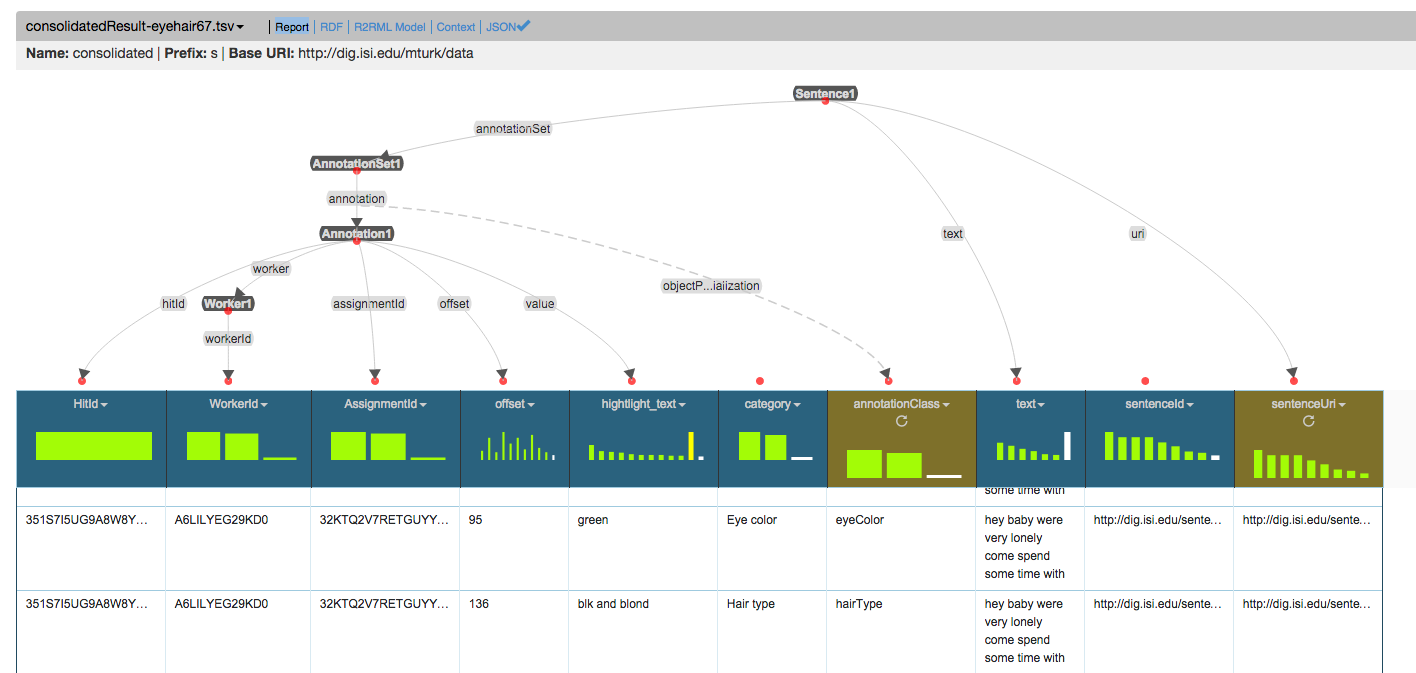 consolidatedResult-eyehair67.tsv | Report | RDF | R2RML Model | Context | JSON
Name: consolidated | Prefix: s | Base URI: http://dig.isi.edu/mturk/data
Sentence1
annotationSet
AnnotationSet1
annotation
Annotation1
text
uri
worker
objectP...ialization
hitId
Worker1
assignmentId
offset
value
workerId
HitId
WorkerId
AssignmentId
offset
hightlight_text
category
annotationClass
text
sentenceId
sentenceUri
some time with
351S7I5UG9A8W8Y... A6LILYEG29KD0 32KTQ2V7RETGUYY... 95 green Eye color eyeColor hey baby were http://dig.isi.edu/sente... http://dig.isi.edu/sente...
very lonely
come spend
some time with
351S7I5UG9A8W8Y... A6LILYEG29KD0 32KTQ2V7RETGUYY... 136 blk and blond Hair type hairType hey baby were http://dig.isi.edu/sente... http://dig.isi.edu/sente...
very lonely
come spend
some time with